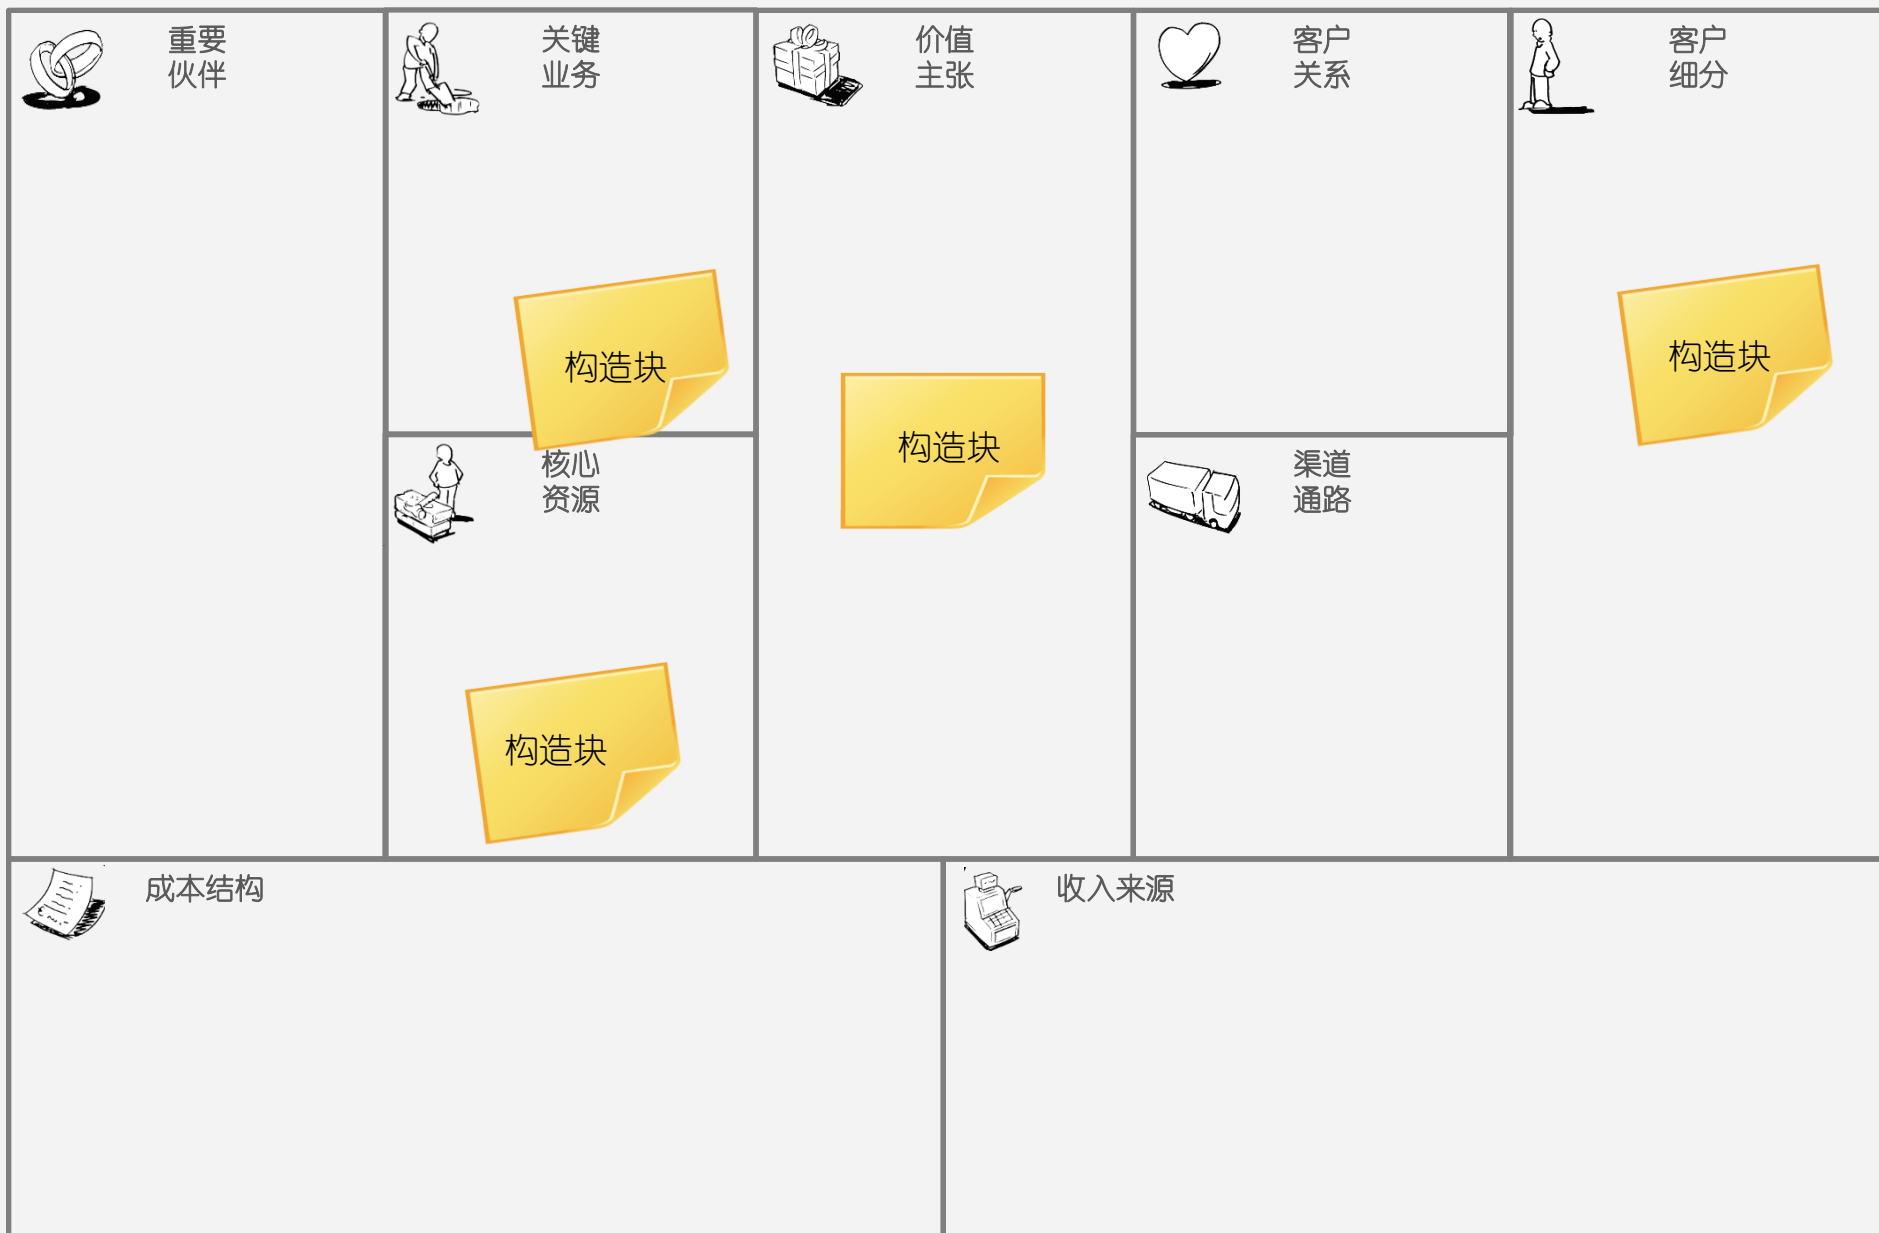 重要
伙伴
关键
业务
构造块
核心
资源
构造块
价值
主张
构造块
客户
关系
渠道
通路
客户
细分
构造块
成本结构
收入来源